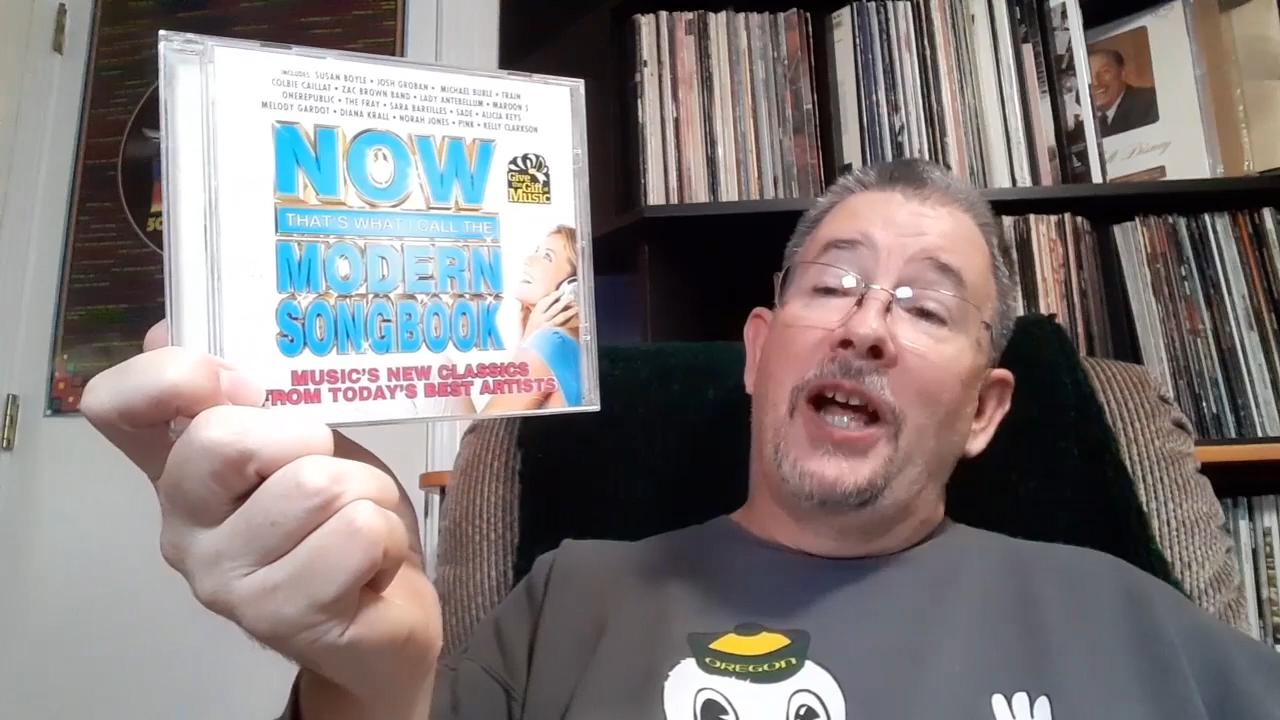 INCLUDES: SUSAN BOYLE • JOSH GROBAN • MICHAEL BUBLE • TRAIN
COLBIE CAILLAT • ZAC BROWN BAND • LADY ANTEBELLUM • MAROON 5
ONEREPUBLIC • THE FRAY • SARA BAREILLES • SADE • ALICIA KEYS
MELODY GARDOT • DIANA KRALL • NORAH JONES • PINK • KELLY CLARKSON
NOW
THAT'S WHAT I CALL THE
MODERN
SONGBOOK
Give
the Gift of
Music
MUSIC'S NEW CLASSICS
FROM TODAY'S BEST ARTISTS
Disney
OREGON